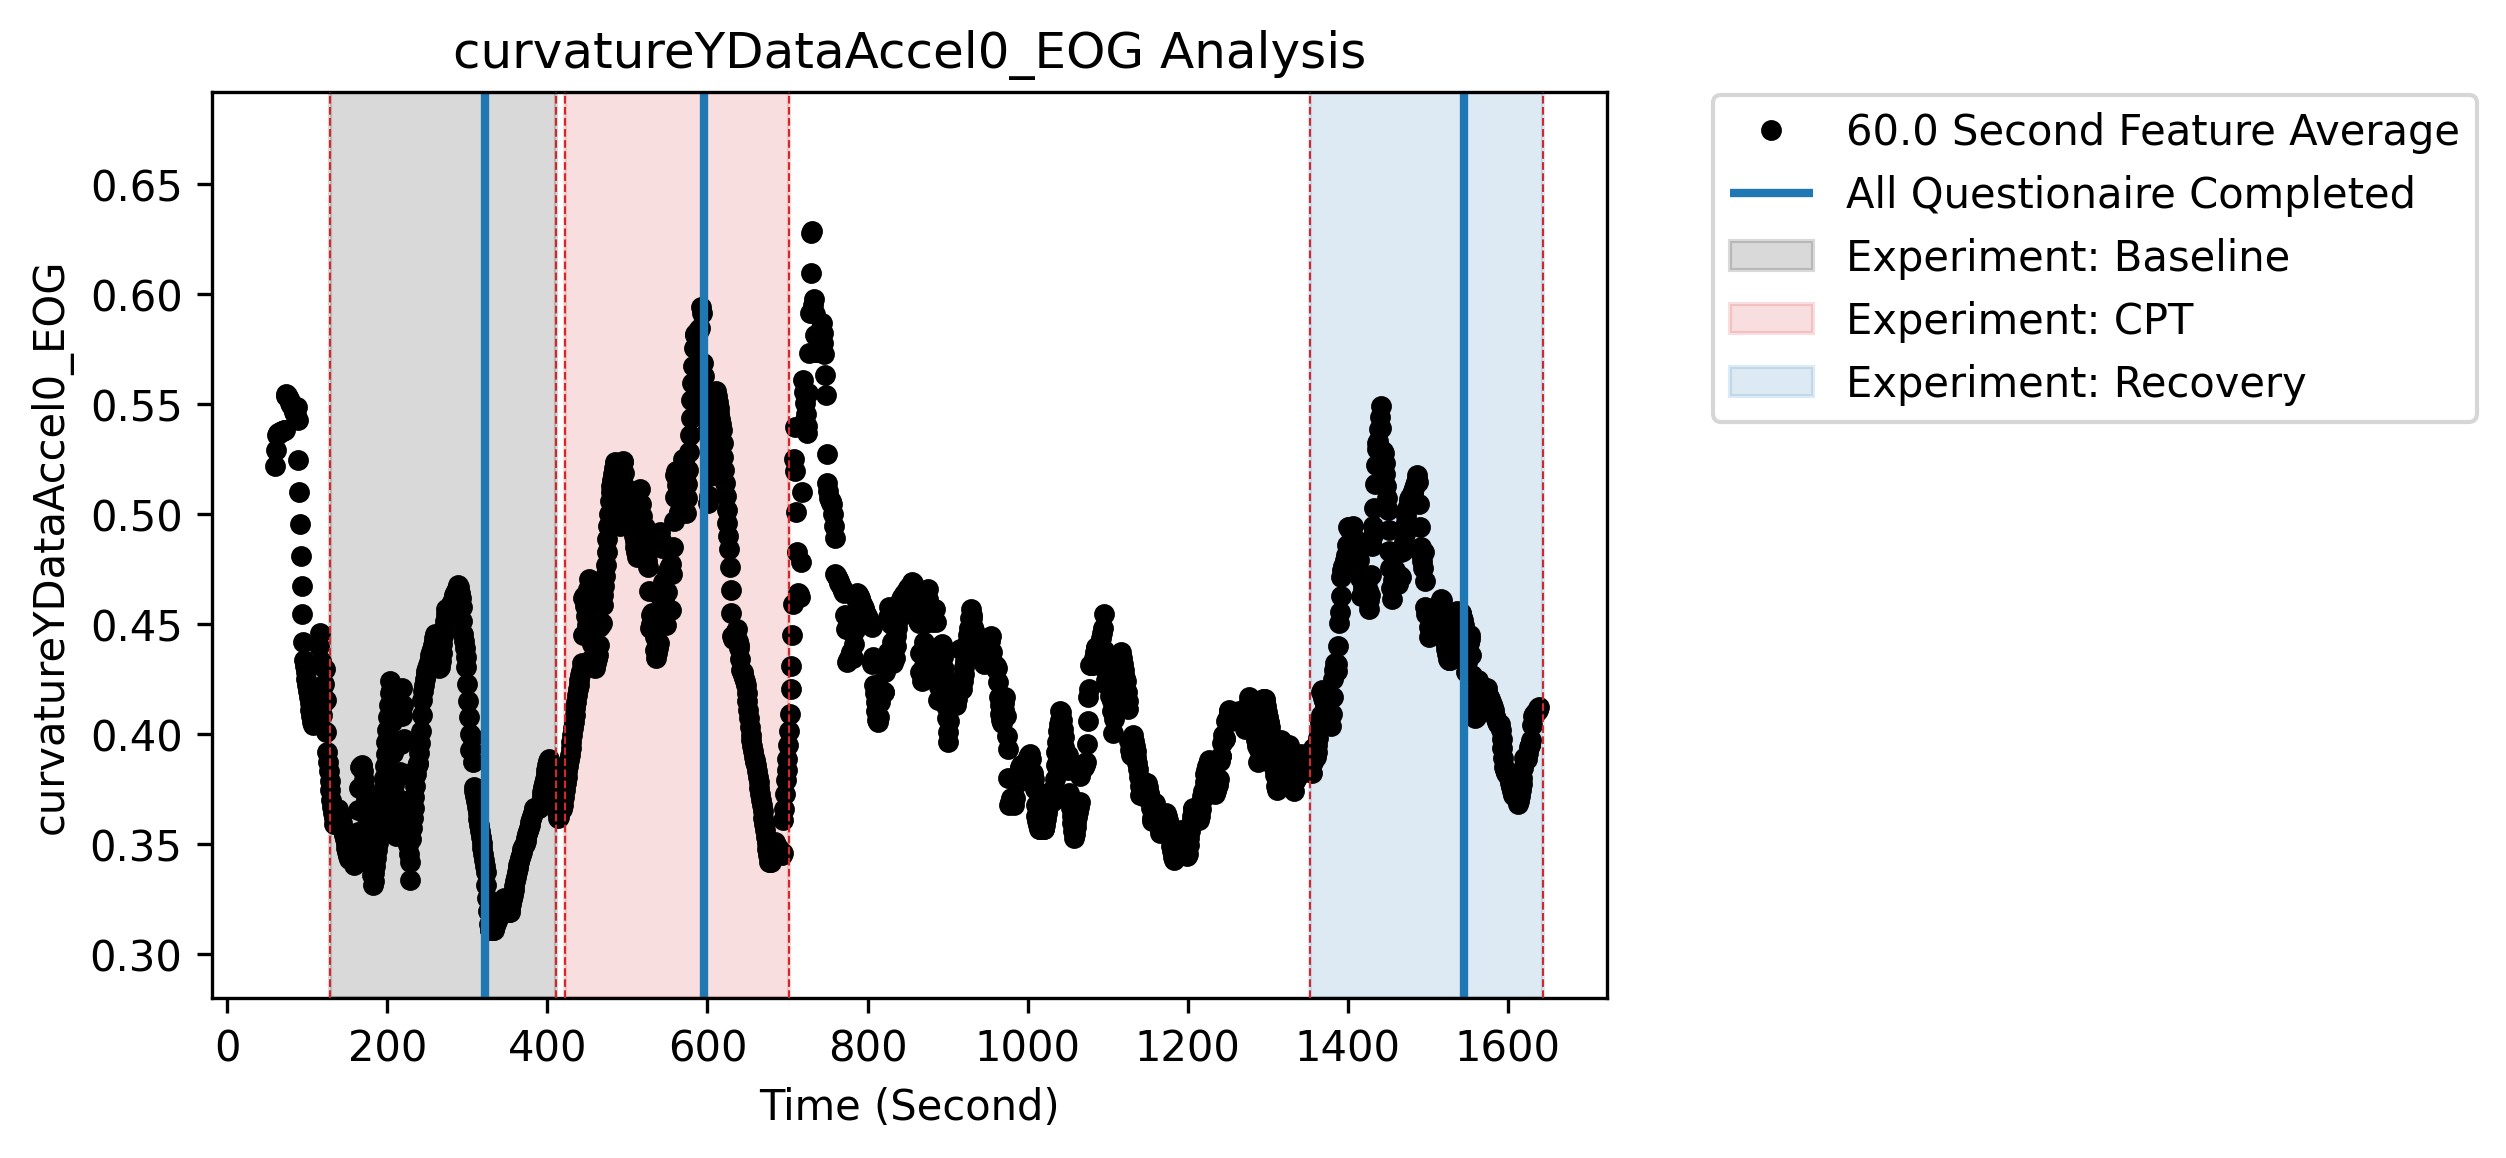 curvatureYDataAccel0_EOG Analysis
curvatureYDataAccel0_EOG
0.65
0.60
0.55
0.50
0.45
0.40
0.35
0.30
0 200 400 600 800 1000 1200 1400 1600
Time (Second)
60.0 Second Feature Average
All Questionaire Completed
Experiment: Baseline
Experiment: CPT
Experiment: Recovery